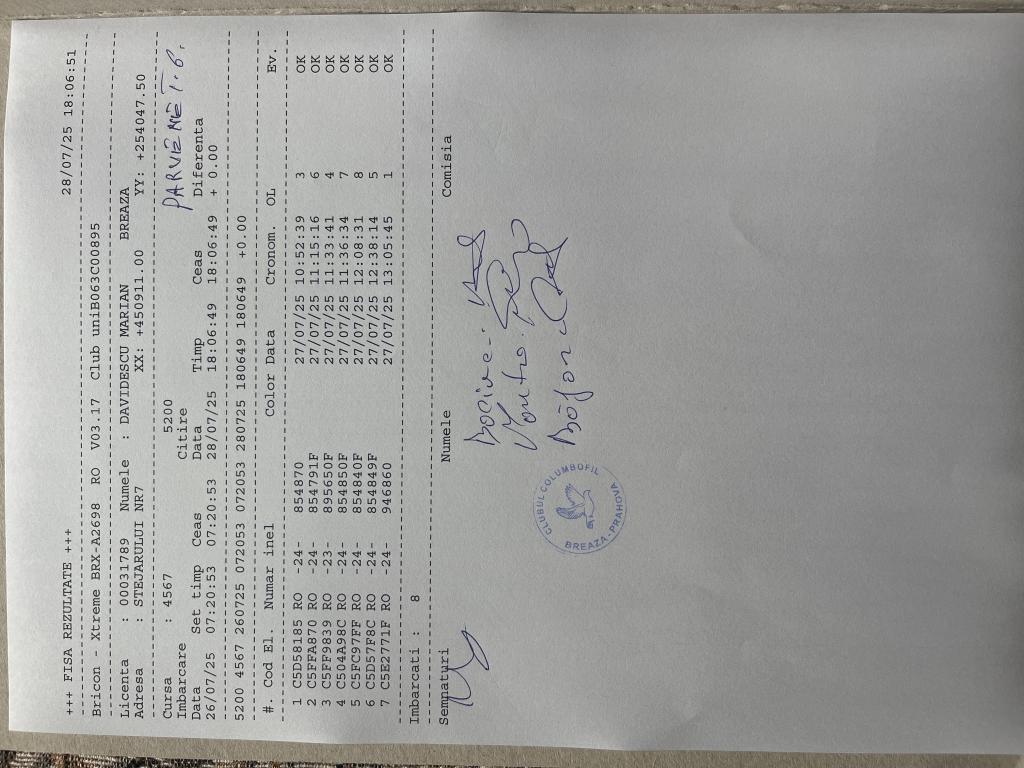 +++ FISA REZULTATE +++ 28/07/25 18:06:51
Bricon - Xtreme BRX-A2698 RO V03.17 Club uniB063C00895
Licenta : 00031789 Numele : DAVIDESCU MARIAN BREAZA
Adresa : STEJARULUI NR7 XX: +450911.00 YY: +254047.50
Cursa : 4567 5200 PARVIENĒT.6.
Imbarcare Citire
Data Set timp Ceas Data Timp Ceas Diferenta
26/07/25 07:20:53 07:20:53 28/07/25 18:06:49 18:06:49 + 0.00
5200 4567 260725 072053 072053 280725 180649 180649 +0.00
#. Cod El. Numar inel Color Data Cronom. OL Ev.
1 C5D58185 RO -24- 854870 27/07/25 10:52:39 3 OK
2 C5FFA870 RO -24- 854791F 27/07/25 11:15:16 6 OK
3 C5FF9839 RO -23- 895650F 27/07/25 11:33:41 4 OK
4 C504A98C RO -24- 854850F 27/07/25 11:36:34 7 OK
5 C5FC97FF RO -24- 854840F 27/07/25 12:08:31 8 OK
6 C5D57F8C RO -24- 854849F 27/07/25 12:38:14 5 OK
7 C5E2771F RO -24- 946860 27/07/25 13:05:45 1 OK
Imbarcati : 8
Semnaturi Numele Comisia
CLUBUL COLUMBOFIL
BREAZA - PRAHOVA